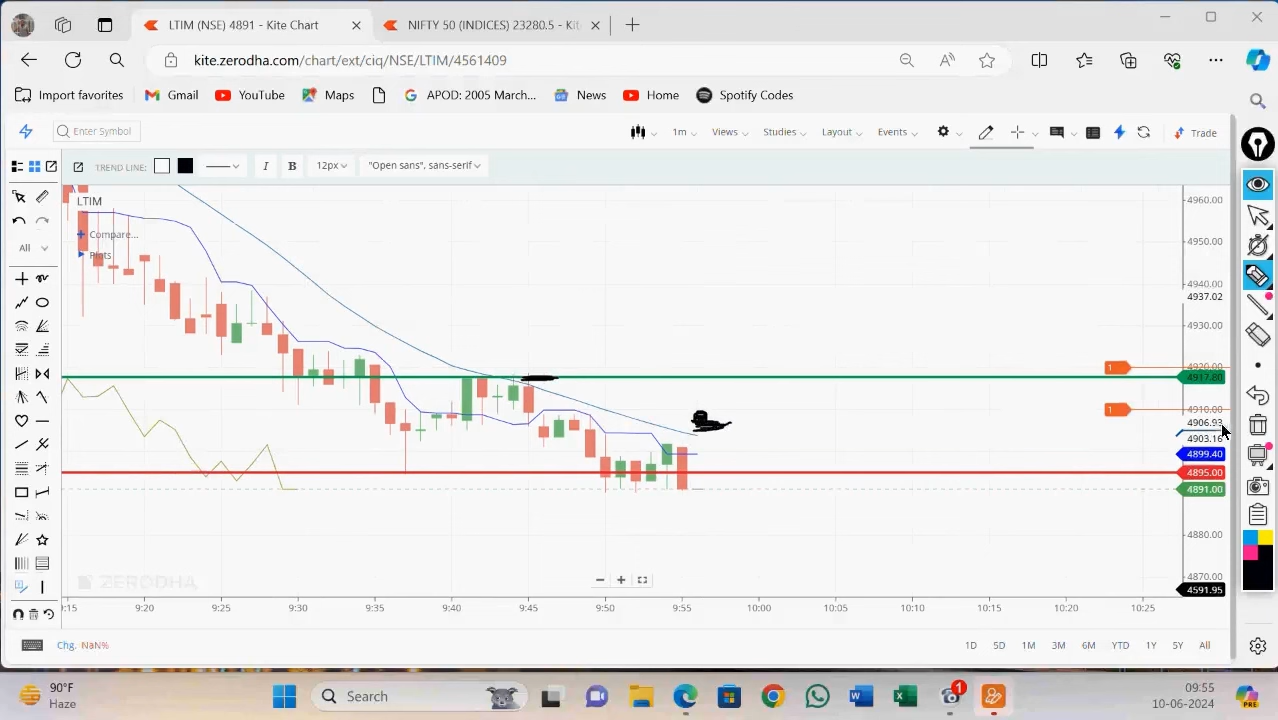 LTIM (NSE) 4891 - Kite Chart
NIFTY 50 (INDICES) 23280.5 - Kit
kite.zerodha.com/chart/ext/ciq/NSE/LTIM/4561409
Import favorites Gmail YouTube Maps APOD: 2005 March... News Home Spotify Codes
Enter Symbol 1m Views Studies Layout Events Trade
TREND LINE: I B 12px "Open sans", sans-serif
LTIM
Compare...
Plots
All
4960.00
4950.00
4940.00
4937.02
4930.00
4920.00
1
4917.80
1
4910.00
4906.93
4903.16
4899.40
4895.00
4891.00
4880.00
4870.00
4591.95
ZERODHA
9:15 9:20 9:25 9:30 9:35 9:40 9:45 9:50 9:55 10:00 10:05 10:10 10:15 10:20 10:25
Chg. NaN% 1D 5D 1M 3M 6M YTD 1Y 5Y All
90°F
Haze
Search
1
09:55
10-06-2024
PRE